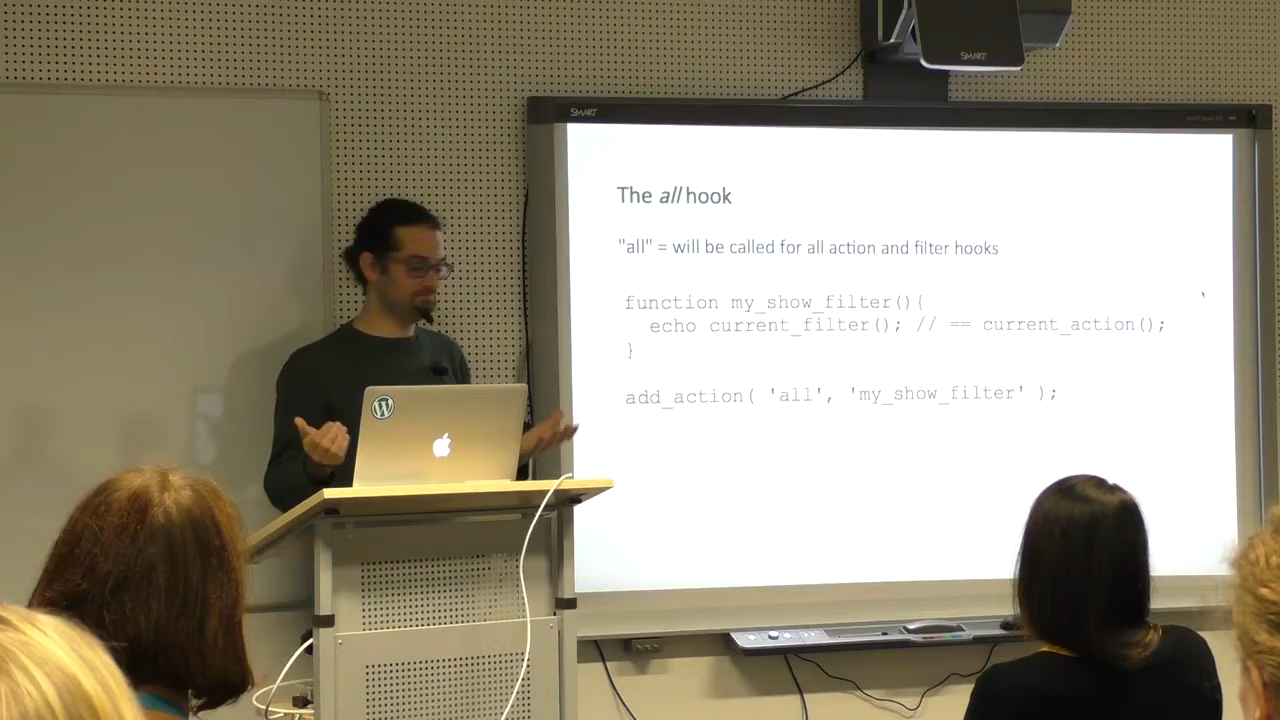 SMART
SMART
The all hook
"all" = will be called for all action and filter hooks
function my_show_filter(){
echo current_filter(); // == current_action();
}
add_action( 'all', 'my_show_filter' );
W